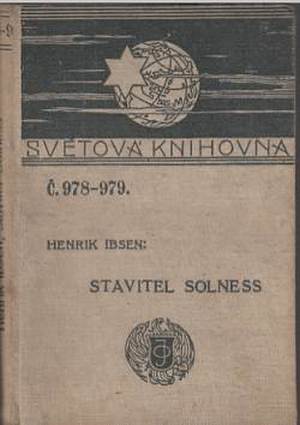 SVĚTOVÁ KNIHOVNA
Č. 978-979.
HENRIK IBSEN:
STAVITEL SOLNESS